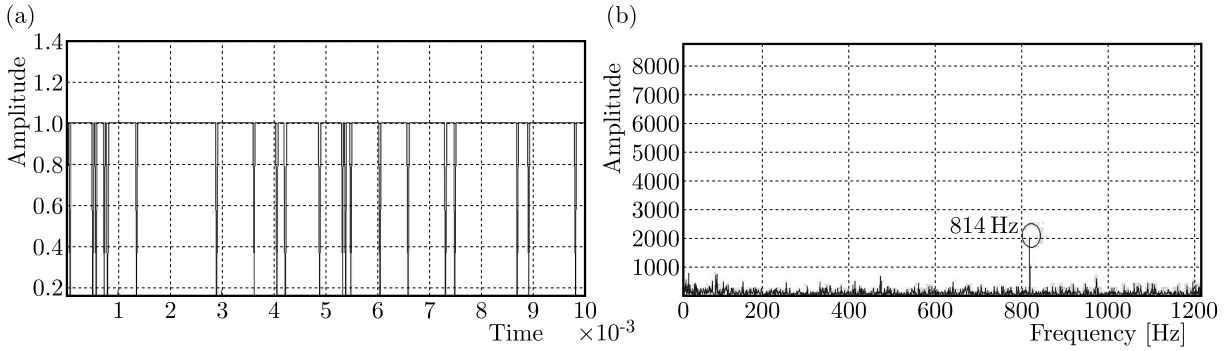 (a)
Amplitude
1.4
1.2
1.0
0.8
0.6
0.4
0.2
1 2 3 4 5 6 7 8 9 10
Time ×10⁻³
(b)
Amplitude
8000
7000
6000
5000
4000
3000
2000
1000
814 Hz
0 200 400 600 800 1000 1200
Frequency [Hz]